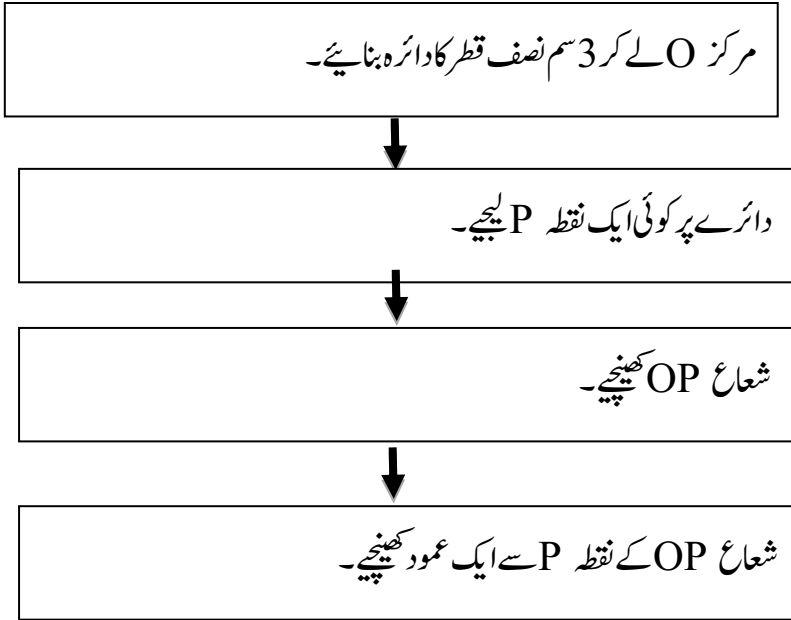 مرکز O لے کر 3 سم نصف قطر کا دائرہ بنایئے۔
دائرے پر کوئی ایک نقطہ P لیجیے۔
شعاع OP کھینچیے۔
شعاع OP کے نقطہ P سے ایک عمود کھینچیے۔